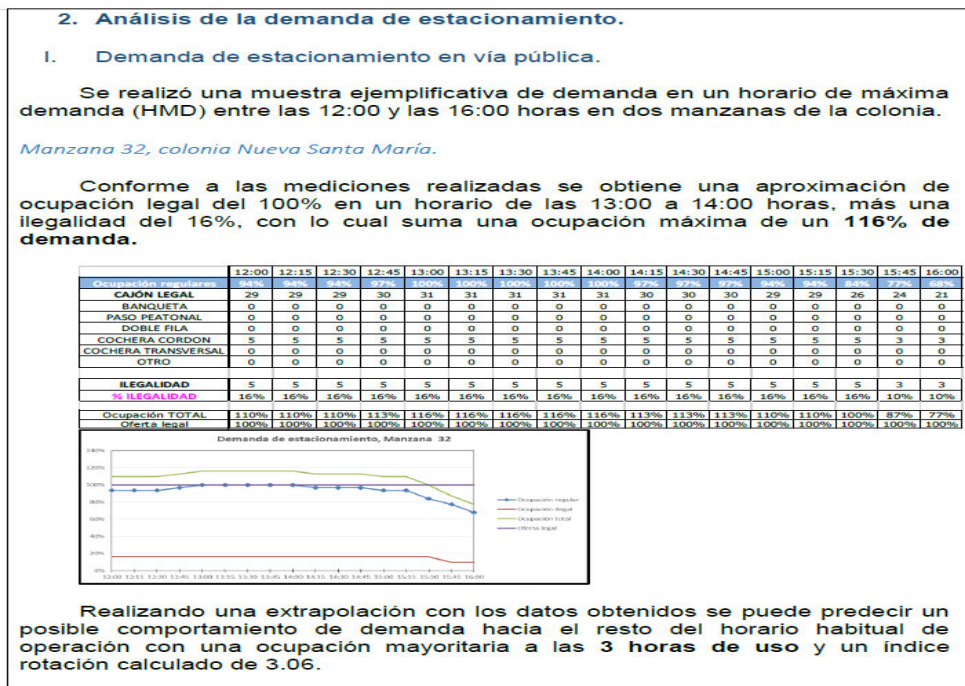 2. Análisis de la demanda de estacionamiento.
I. Demanda de estacionamiento en vía pública.
Se realizó una muestra ejemplificativa de demanda en un horario de máxima
demanda (HMD) entre las 12:00 y las 16:00 horas en dos manzanas de la colonia.
Manzana 32, colonia Nueva Santa María.
Conforme a las mediciones realizadas se obtiene una aproximación de
ocupación legal del 100% en un horario de las 13:00 a 14:00 horas, más una
ilegalidad del 16%, con lo cual suma una ocupación máxima de un 116% de
demanda.
12:00 12:15 12:30 12:45 13:00 13:15 13:30 13:45 14:00 14:15 14:30 14:45 15:00 15:15 15:30 15:45 16:00
Ocupación regulares 94% 94% 94% 97% 100% 100% 100% 100% 100% 97% 97% 97% 94% 94% 84% 77% 68%
CAJÓN LEGAL 29 29 29 30 31 31 31 31 31 30 30 30 29 29 26 24 21
BANQUETA 0 0 0 0 0 0 0 0 0 0 0 0 0 0 0 0 0
PASO PEATONAL 0 0 0 0 0 0 0 0 0 0 0 0 0 0 0 0 0
DOBLE FILA 0 0 0 0 0 0 0 0 0 0 0 0 0 0 0 0 0
COCHERA CORDON 5 5 5 5 5 5 5 5 5 5 5 5 5 5 5 3 3
COCHERA TRANSVERSAL 0 0 0 0 0 0 0 0 0 0 0 0 0 0 0 0 0
OTRO 0 0 0 0 0 0 0 0 0 0 0 0 0 0 0 0 0
ILEGALIDAD 5 5 5 5 5 5 5 5 5 5 5 5 5 5 5 3 3
% ILEGALIDAD 16% 16% 16% 16% 16% 16% 16% 16% 16% 16% 16% 16% 16% 16% 16% 10% 10%
Ocupación TOTAL 110% 110% 110% 113% 116% 116% 116% 116% 116% 113% 113% 113% 110% 110% 100% 87% 77%
Oferta legal 100% 100% 100% 100% 100% 100% 100% 100% 100% 100% 100% 100% 100% 100% 100% 100% 100%
Demanda de estacionamiento, Manzana 32
140%
120%
100%
80%
60%
40%
20%
0%
12:00 12:15 12:30 12:45 13:00 13:15 13:30 13:45 14:00 14:15 14:30 14:45 15:00 15:15 15:30 15:45 16:00
Ocupación regular
Ocupación ilegal
Ocupación total
Oferta legal
Realizando una extrapolación con los datos obtenidos se puede predecir un
posible comportamiento de demanda hacia el resto del horario habitual de
operación con una ocupación mayoritaria a las 3 horas de uso y un índice
rotación calculado de 3.06.